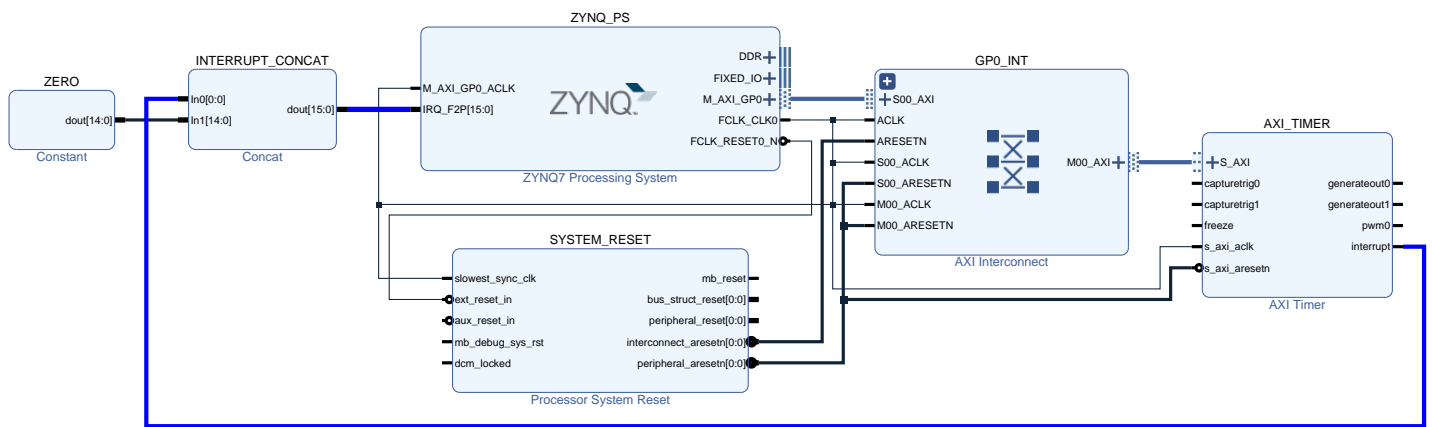 ZERO
dout[14:0]
Constant
INTERRUPT_CONCAT
In0[0:0]
In1[14:0]
dout[15:0]
Concat
ZYNQ_PS
M_AXI_GP0_ACLK
IRQ_F2P[15:0]
ZYNQ
DDR
FIXED_IO
M_AXI_GP0
FCLK_CLK0
FCLK_RESET0_N
ZYNQ7 Processing System
SYSTEM_RESET
slowest_sync_clk
ext_reset_in
aux_reset_in
mb_debug_sys_rst
dcm_locked
mb_reset
bus_struct_reset[0:0]
peripheral_reset[0:0]
interconnect_aresetn[0:0]
peripheral_aresetn[0:0]
Processor System Reset
GP0_INT
S00_AXI
ACLK
ARESETN
S00_ACLK
S00_ARESETN
M00_ACLK
M00_ARESETN
M00_AXI
AXI Interconnect
AXI_TIMER
S_AXI
capturetrig0
capturetrig1
freeze
s_axi_aclk
s_axi_aresetn
generateout0
generateout1
pwm0
interrupt
AXI Timer